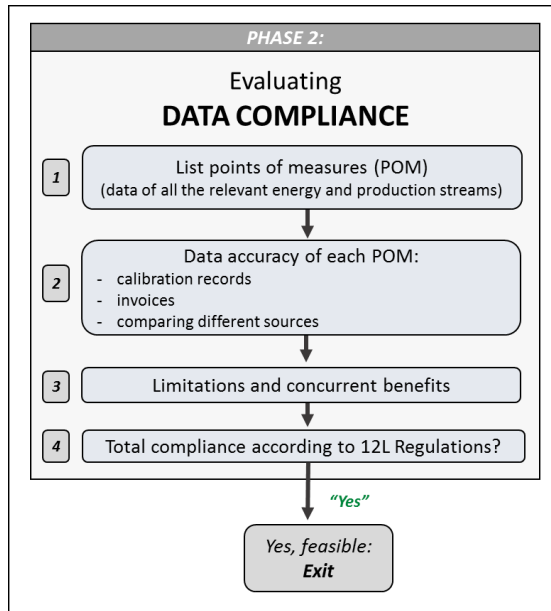 PHASE 2:
Evaluating
DATA COMPLIANCE
1
List points of measures (POM)
(data of all the relevant energy and production streams)
2
Data accuracy of each POM:
- calibration records
- invoices
- comparing different sources
3
Limitations and concurrent benefits
4
Total compliance according to 12L Regulations?
“Yes”
Yes, feasible:
Exit